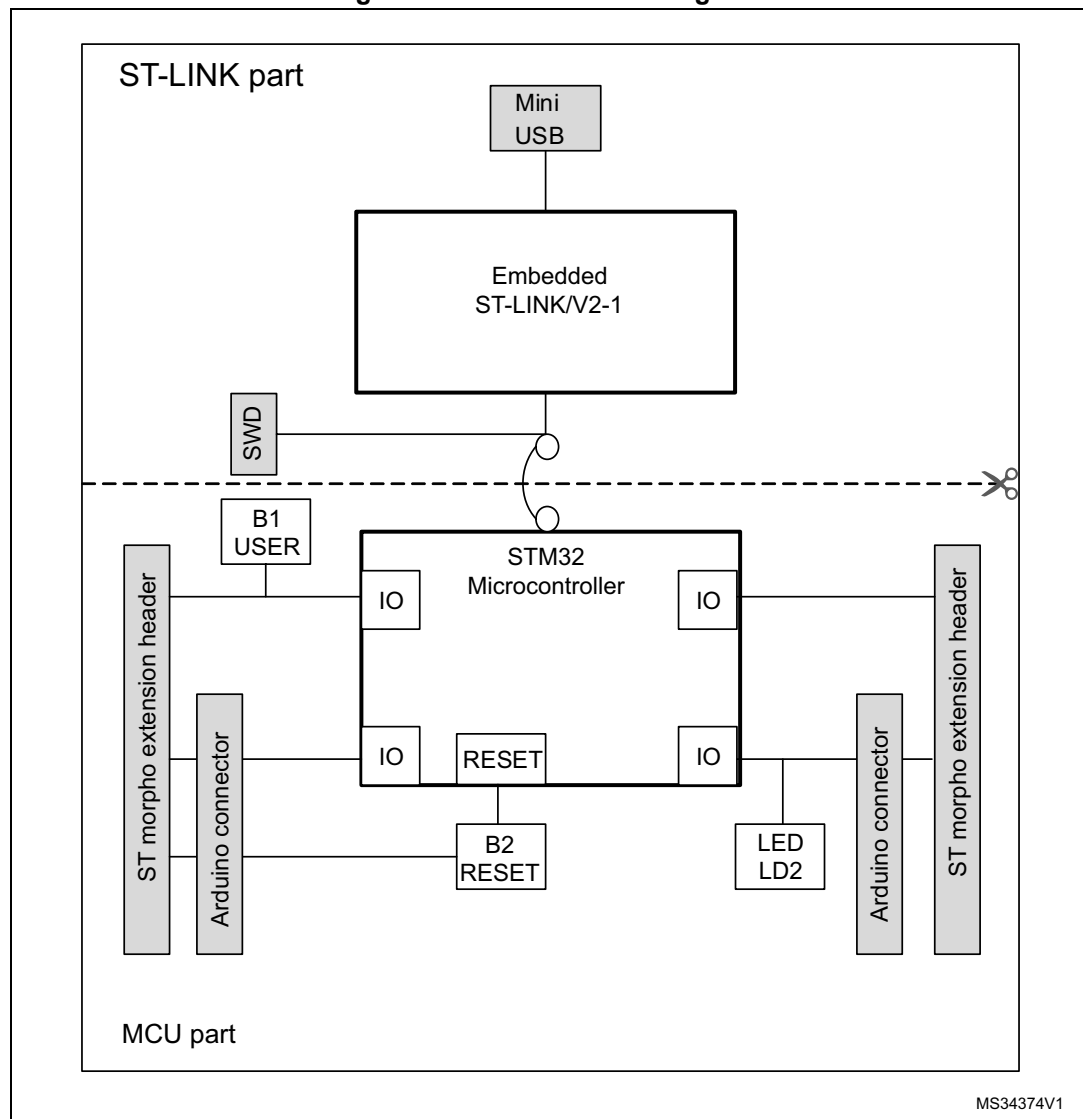 ST-LINK part
Mini
USB
Embedded
ST-LINK/V2-1
SWD
B1
USER
STM32
Microcontroller
IO
IO
ST morpho extension header
ST morpho extension header
Arduino connector
Arduino connector
IO
RESET
IO
B2
RESET
LED
LD2
MCU part
MS34374V1